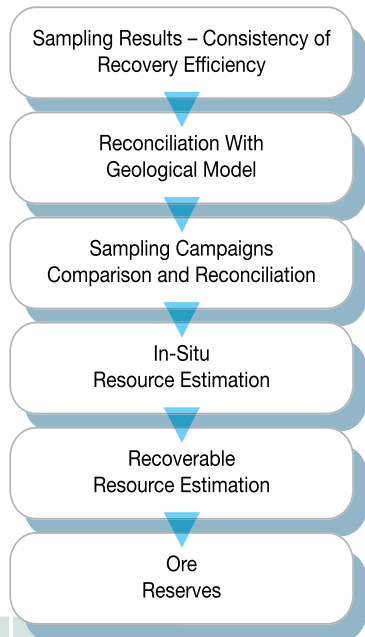 Sampling Results – Consistency of
Recovery Efficiency
Reconciliation With
Geological Model
Sampling Campaigns
Comparison and Reconciliation
In-Situ
Resource Estimation
Recoverable
Resource Estimation
Ore
Reserves